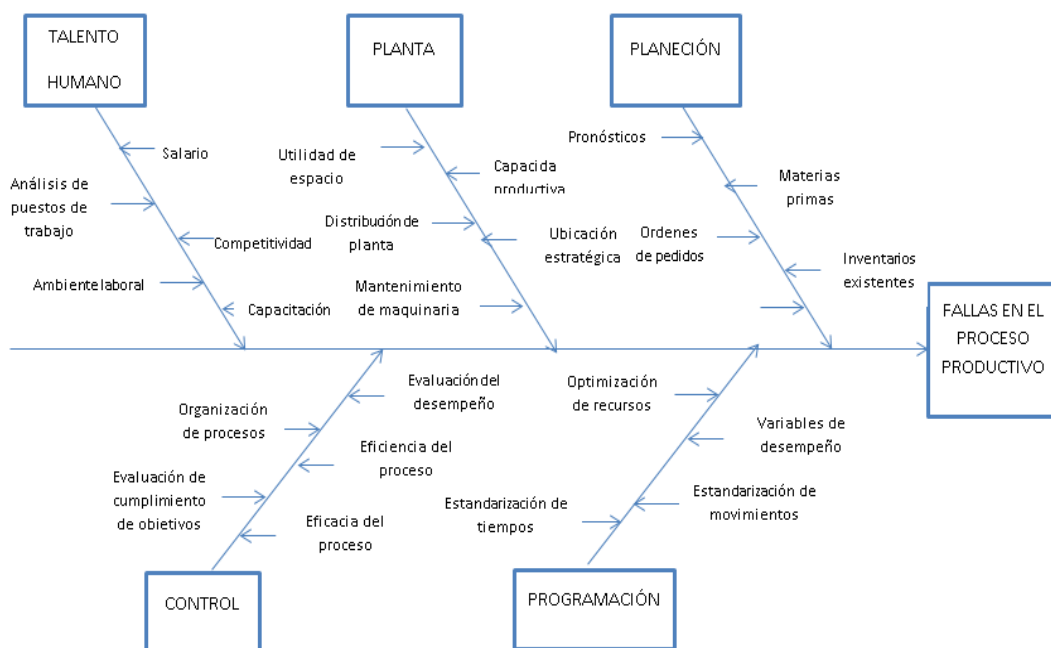 TALENTO
HUMANO
PLANTA
PLANECIÓN
Salario
Análisis de
puestos de
trabajo
Competitividad
Ambiente laboral
Capacitación
Utilidad de
espacio
Capacida
productiva
Distribución de
planta
Ubicación
estratégica
Mantenimiento
de maquinaria
Pronósticos
Materias
primas
Ordenes
de pedidos
Inventarios
existentes
FALLAS EN EL
PROCESO
PRODUCTIVO
Evaluación del
desempeño
Organización
de procesos
Eficiencia del
proceso
Evaluación de
cumplimiento
de objetivos
Eficacia del
proceso
Optimización
de recursos
Variables de
desempeño
Estandarización de
tiempos
Estandarización de
movimientos
CONTROL
PROGRAMACIÓN